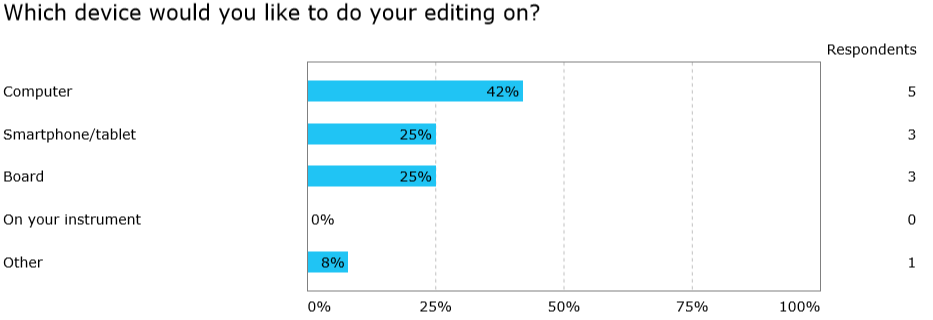 Which device would you like to do your editing on?
Respondents
Computer 42% 5
Smartphone/tablet 25% 3
Board 25% 3
On your instrument 0% 0
Other 8% 1
0% 25% 50% 75% 100%